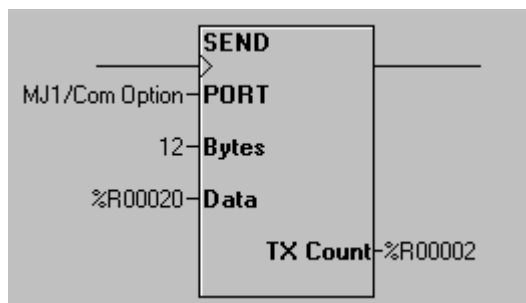 SEND
MJ1/Com Option PORT
12 Bytes
%R00020 Data
TX Count %R00002